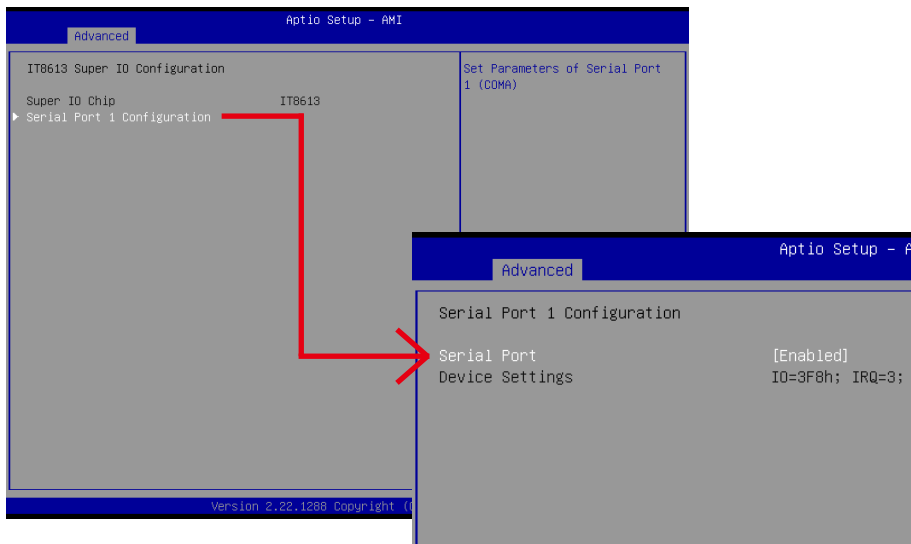 Aptio Setup – AMI
Advanced
IT8613 Super IO Configuration
Super IO Chip IT8613
Serial Port 1 Configuration
Set Parameters of Serial Port
1 (COMA)
Version 2.22.1288 Copyright (
Aptio Setup –
Advanced
Serial Port 1 Configuration
Serial Port [Enabled]
Device Settings IO=3F8h; IRQ=3;